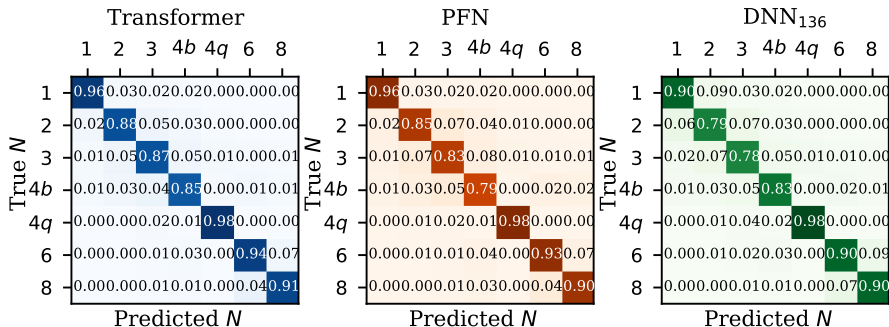 Transformer
1 2 3 4b 4q 6 8
True N
1 0.96 0.03 0.02 0.02 0.00 0.00 0.00
2 0.02 0.88 0.05 0.03 0.00 0.00 0.00
3 0.01 0.05 0.87 0.05 0.01 0.00 0.01
4b 0.01 0.03 0.04 0.85 0.00 0.01 0.01
4q 0.00 0.00 0.02 0.01 0.98 0.00 0.00
6 0.00 0.01 0.01 0.03 0.00 0.94 0.07
8 0.00 0.01 0.01 0.01 0.00 0.04 0.91
Predicted N
PFN
1 2 3 4b 4q 6 8
True N
1 0.96 0.03 0.02 0.02 0.00 0.00 0.00
2 0.02 0.85 0.07 0.04 0.01 0.00 0.00
3 0.01 0.07 0.83 0.08 0.01 0.01 0.01
4b 0.01 0.03 0.05 0.79 0.00 0.02 0.02
4q 0.00 0.00 0.02 0.01 0.98 0.00 0.00
6 0.00 0.01 0.01 0.03 0.00 0.93 0.07
8 0.00 0.01 0.01 0.01 0.00 0.04 0.90
Predicted N
DNN₁₃₆
1 2 3 4b 4q 6 8
True N
1 0.90 0.09 0.03 0.02 0.00 0.00 0.00
2 0.06 0.79 0.07 0.03 0.00 0.00 0.00
3 0.02 0.07 0.78 0.05 0.01 0.00 0.01
4b 0.01 0.03 0.05 0.83 0.00 0.02 0.01
4q 0.00 0.01 0.04 0.02 0.98 0.00 0.00
6 0.00 0.01 0.02 0.03 0.00 0.90 0.09
8 0.00 0.01 0.01 0.01 0.00 0.07 0.90
Predicted N